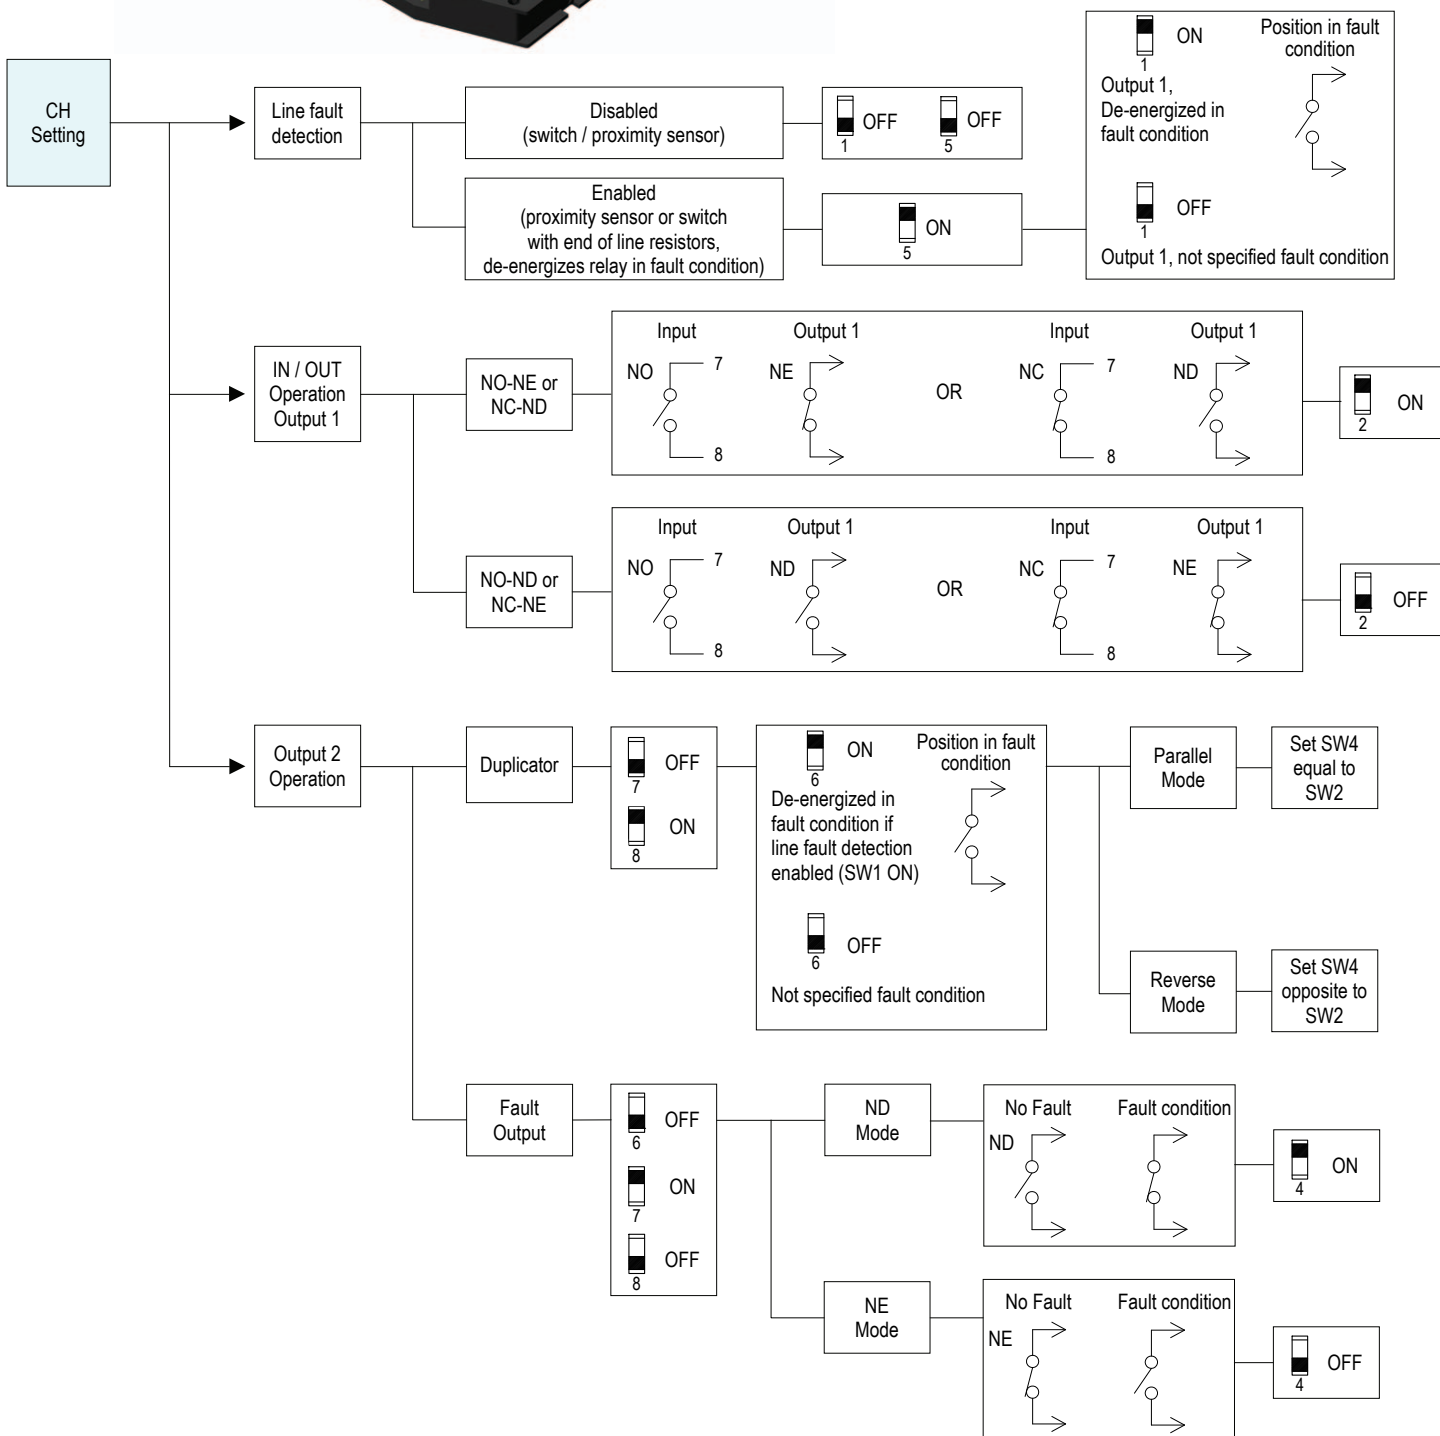 CH
Setting
Line fault
detection
Disabled
(switch / proximity sensor)
OFF
1
OFF
5
Enabled
(proximity sensor or switch
with end of line resistors,
de-energizes relay in fault condition)
ON
5
ON
1
Position in fault
condition
Output 1,
De-energized in
fault condition
OFF
1
Output 1, not specified fault condition
IN / OUT
Operation
Output 1
NO-NE or
NC-ND
Input
NO
7
8
Output 1
NE
OR
Input
NC
7
8
Output 1
ND
ON
2
NO-ND or
NC-NE
Input
NO
7
8
Output 1
ND
OR
Input
NC
7
8
Output 1
NE
OFF
2
Output 2
Operation
Duplicator
OFF
7
ON
8
ON
6
Position in fault
condition
De-energized in
fault condition if
line fault detection
enabled (SW1 ON)
OFF
6
Not specified fault condition
Parallel
Mode
Set SW4
equal to
SW2
Reverse
Mode
Set SW4
opposite to
SW2
Fault
Output
OFF
6
ON
7
OFF
8
ND
Mode
No Fault
Fault condition
ND
ON
4
NE
Mode
No Fault
Fault condition
NE
OFF
4